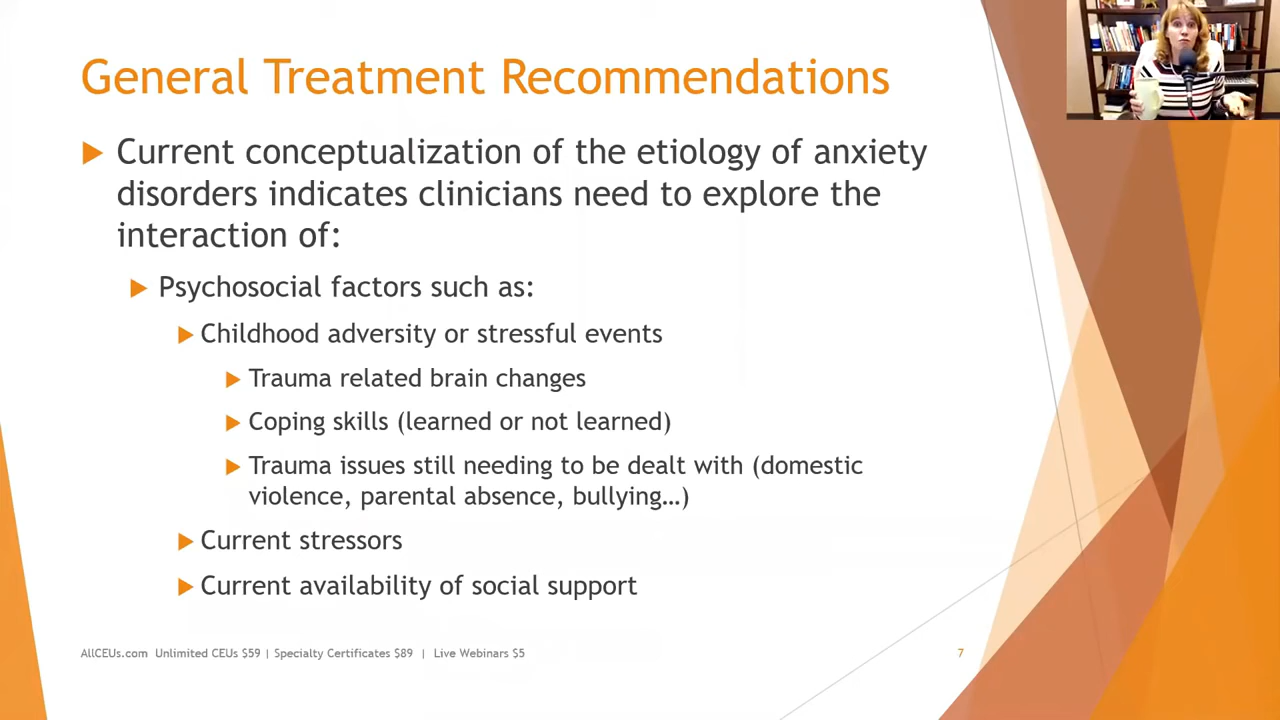 General Treatment Recommendations
Current conceptualization of the etiology of anxiety
disorders indicates clinicians need to explore the
interaction of:
Psychosocial factors such as:
Childhood adversity or stressful events
Trauma related brain changes
Coping skills (learned or not learned)
Trauma issues still needing to be dealt with (domestic
violence, parental absence, bullying…)
Current stressors
Current availability of social support
AllCEUs.com Unlimited CEUs $59 | Specialty Certificates $89 | Live Webinars $5
7